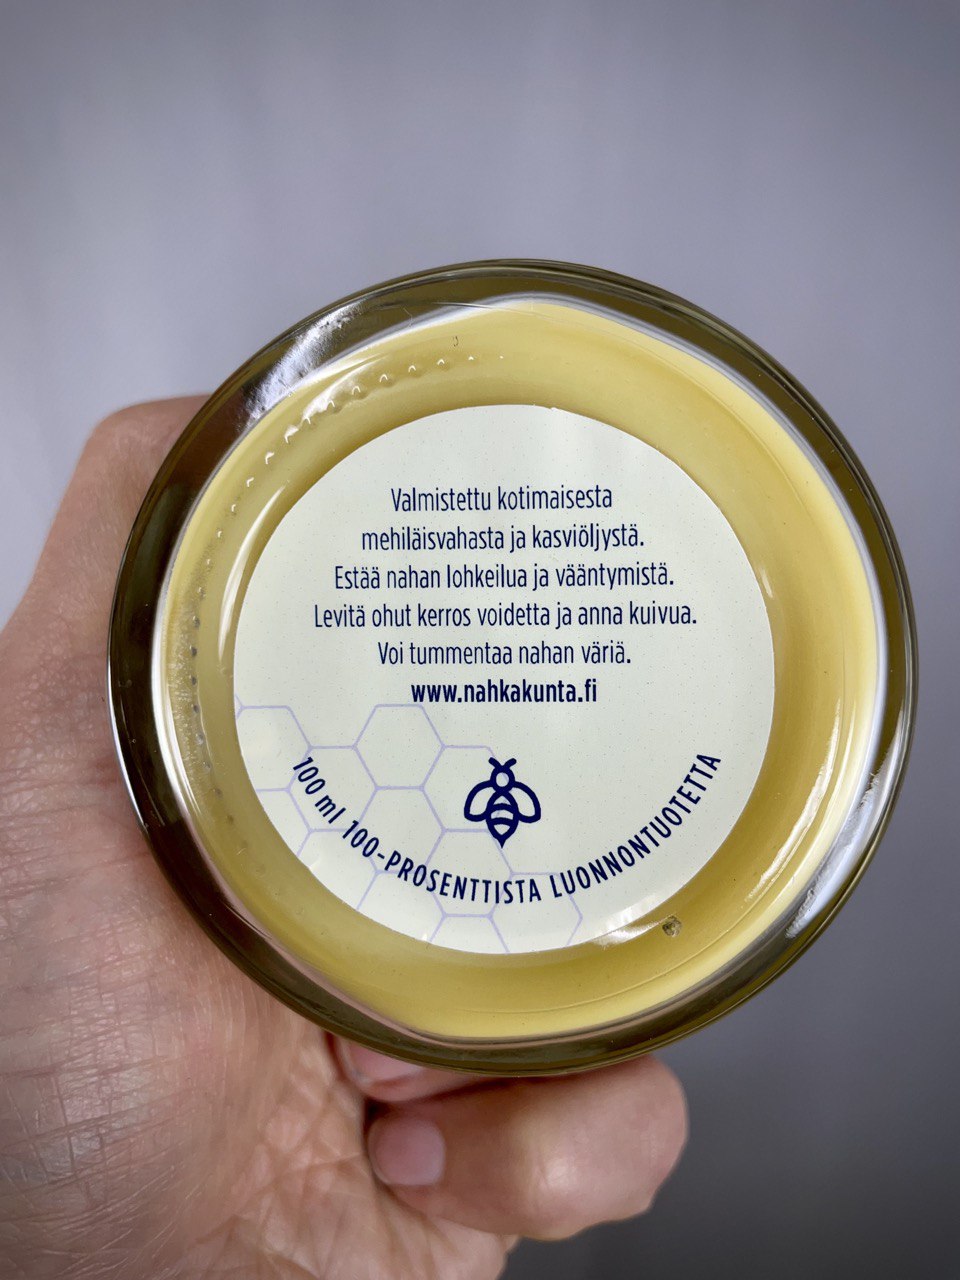 Valmistettu kotimaisesta
mehiläisvahasta ja kasviöljystä.
Estää nahan lohkeilua ja vääntymistä.
Levitä ohut kerros voidetta ja anna kuivua.
Voi tummentaa nahan väriä.
www.nahkakunta.fi
100 ml 100-PROSENTTISTA LUONNONTUOTETTA